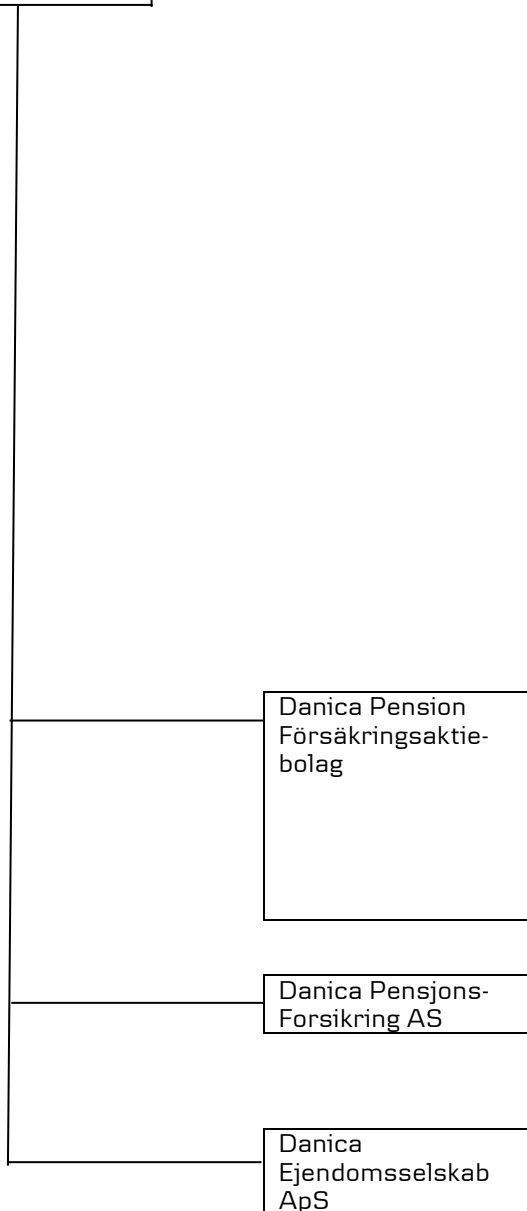 Danica Pension
Försäkringsaktie-
bolag
Danica Pensjons-
Forsikring AS
Danica
Ejendomsselskab
ApS